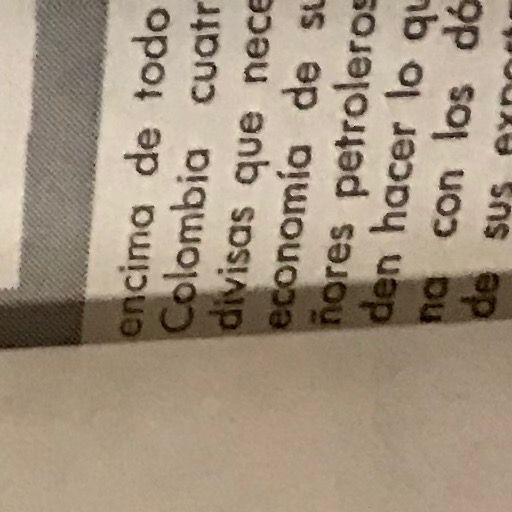 encima de todo
Colombia cuatr
divisas que nece
economía de su
ñores petroleros
den hacer lo qu
na con los dó
de sus export